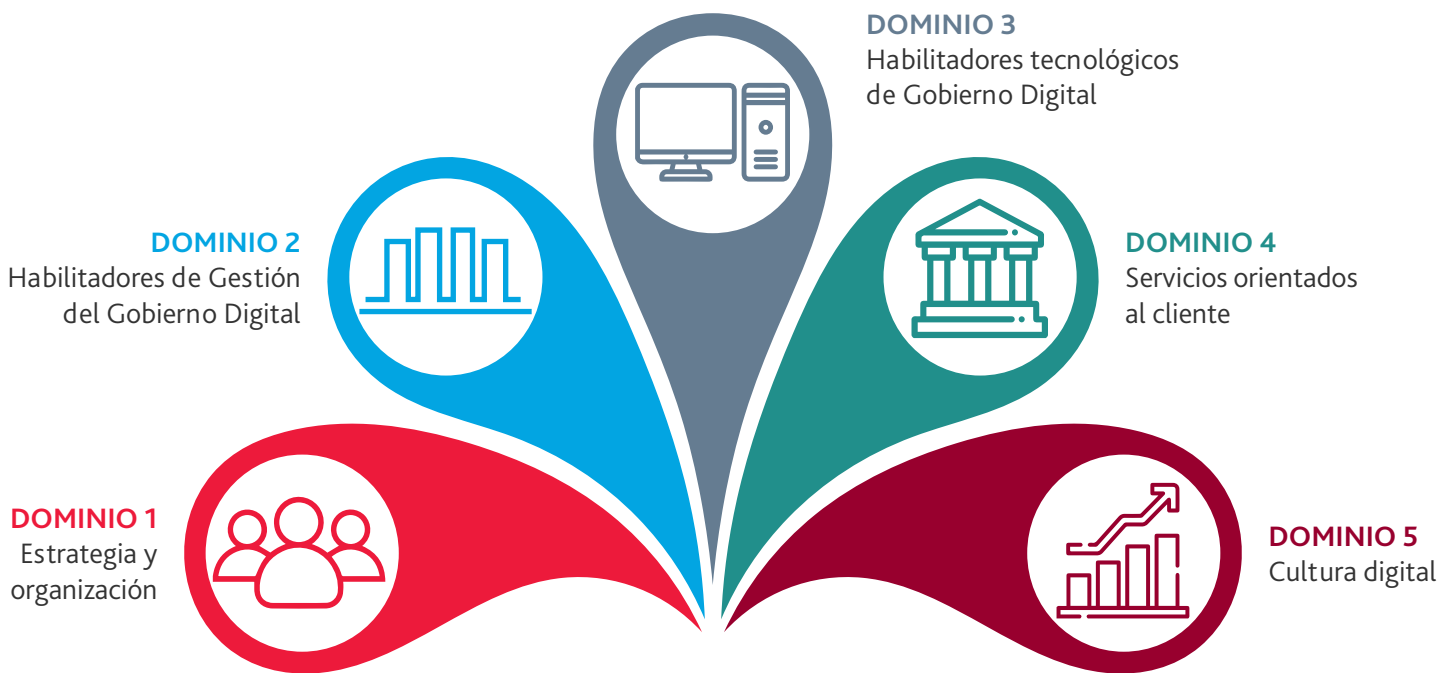 DOMINIO 1
Estrategia y
organización
DOMINIO 2
Habilitadores de Gestión
del Gobierno Digital
DOMINIO 3
Habilitadores tecnológicos
de Gobierno Digital
DOMINIO 4
Servicios orientados
al cliente
DOMINIO 5
Cultura digital